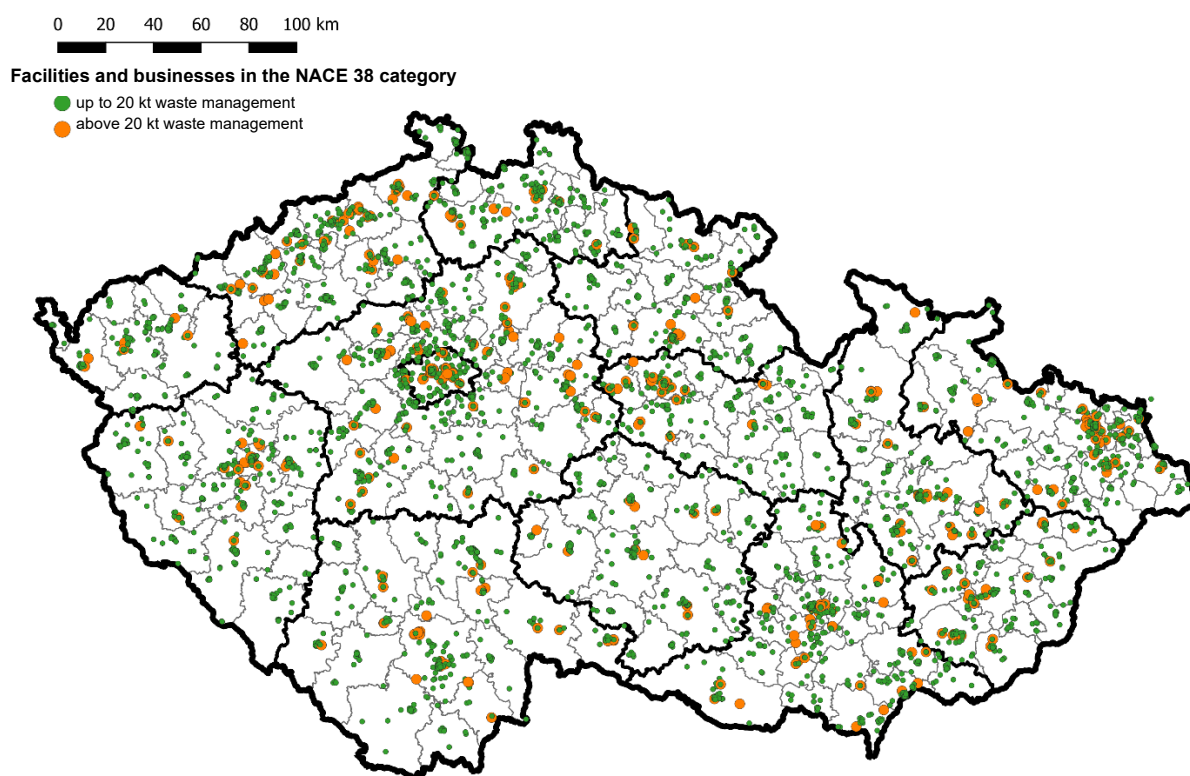 0 20 40 60 80 100 km
Facilities and businesses in the NACE 38 category
up to 20 kt waste management
above 20 kt waste management